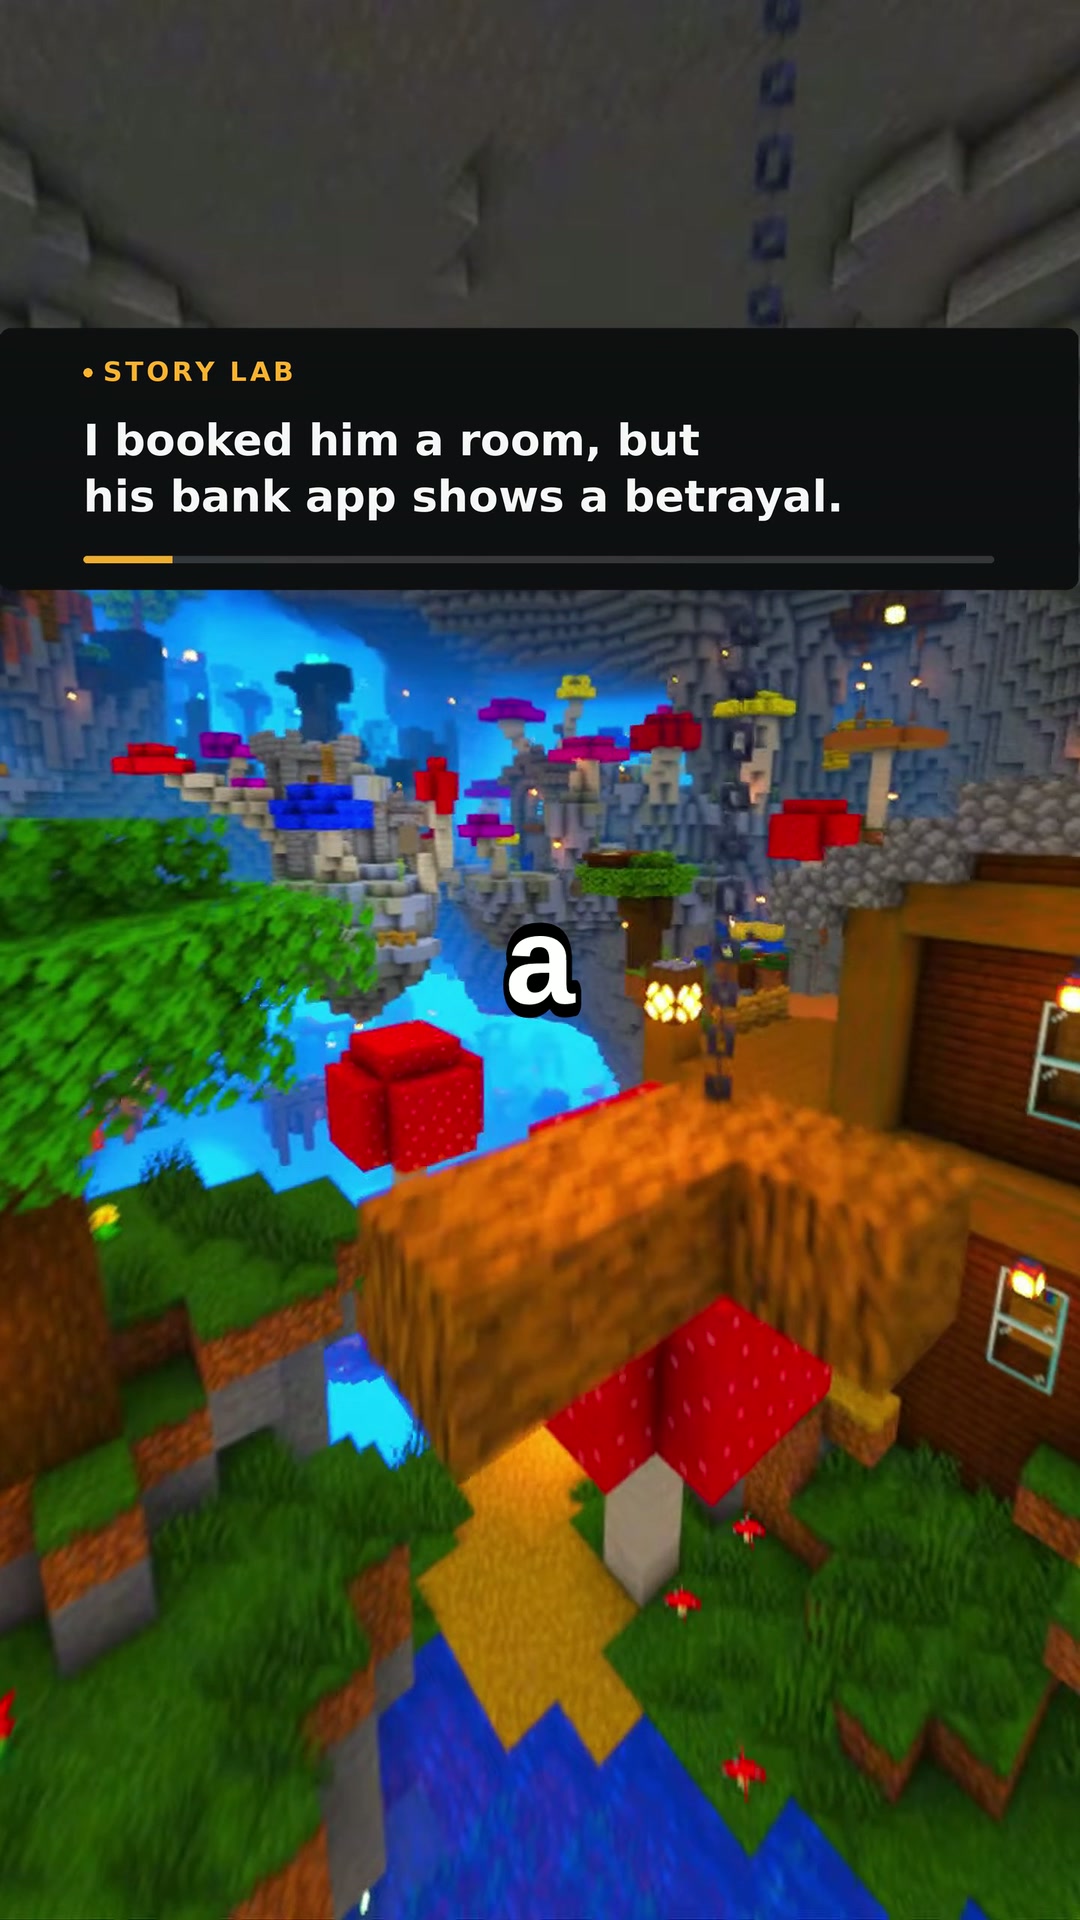 • STORY LAB
I booked him a room, but
his bank app shows a betrayal.
a